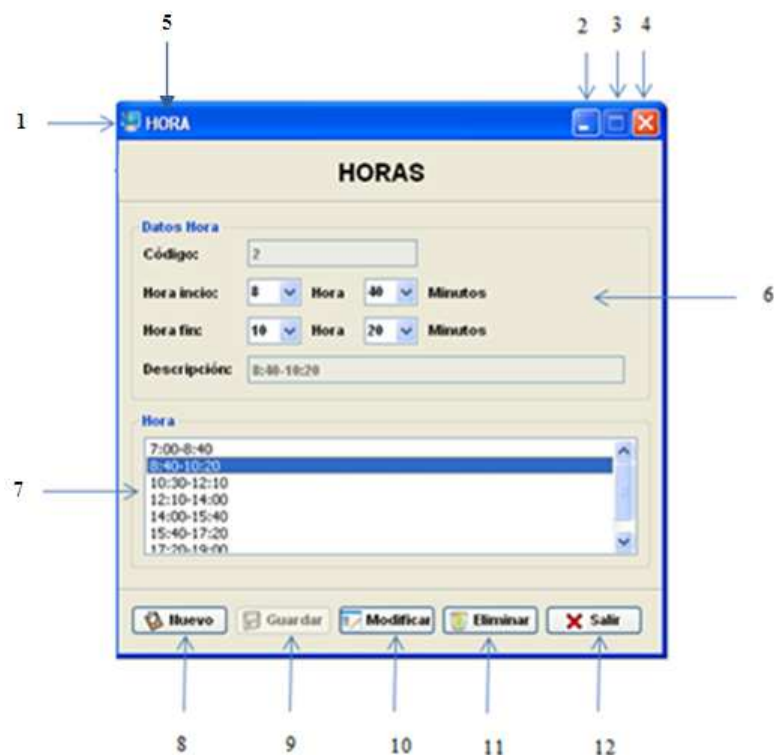 5 2 3 4
1 HORA
HORAS
Datos Hora
Código: 2
Hora incio: 8 Hora 40 Minutos
6
Hora fin: 10 Hora 20 Minutos
Descripción: 8:40-10:20
Hora
7:00-8:40
8:40-10:20
7 10:30-12:10
12:10-14:00
14:00-15:40
15:40-17:20
17:20-19:00
Nuevo Guardar Modificar Eliminar Salir
8 9 10 11 12